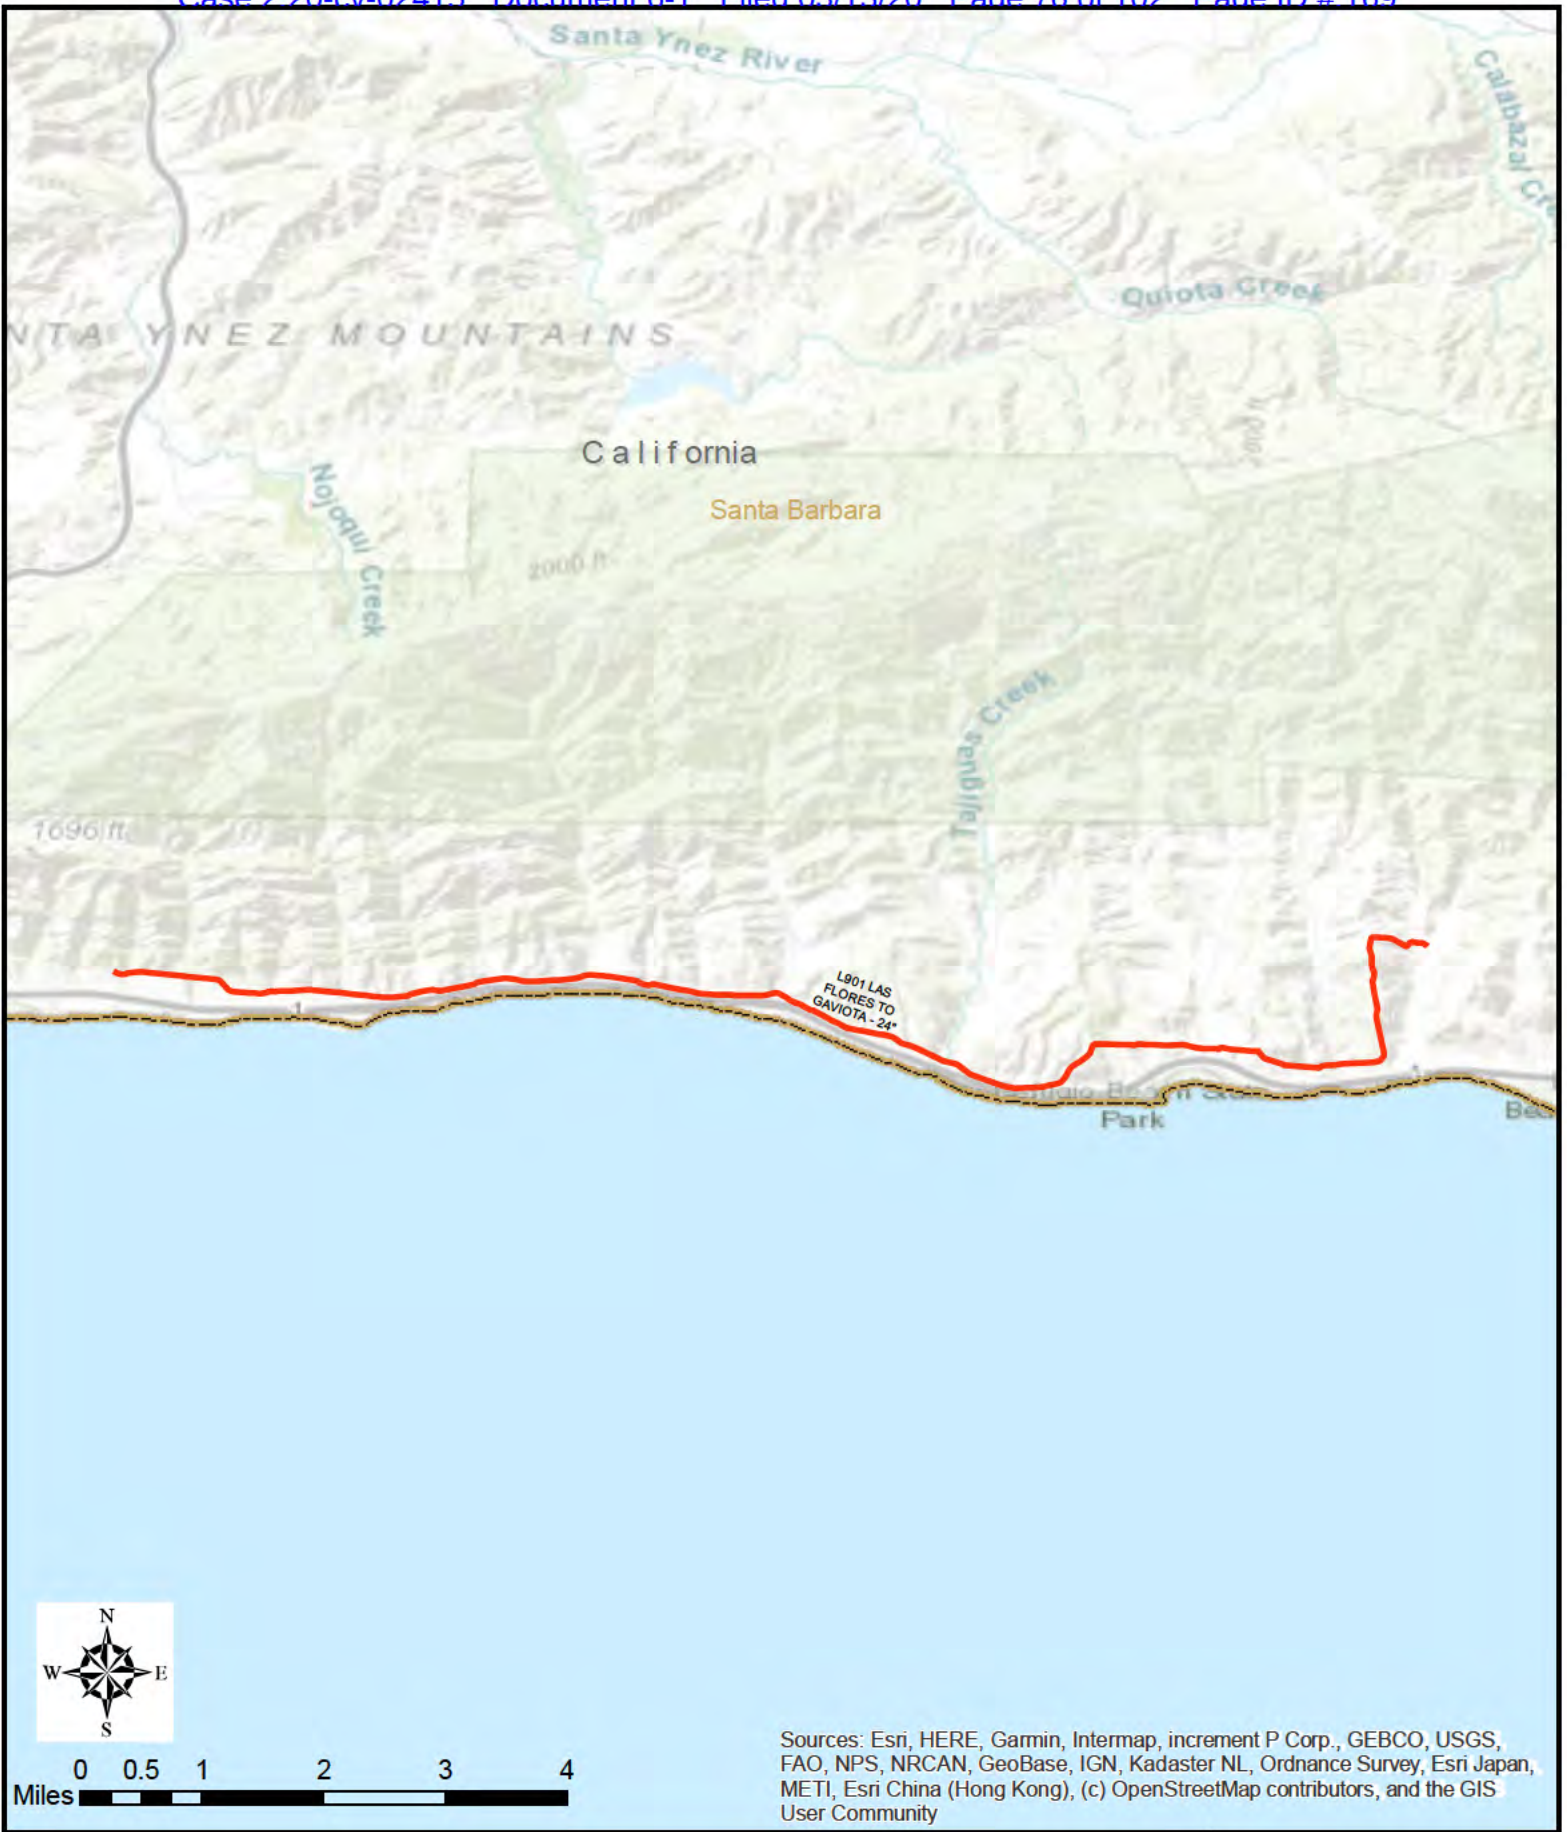 Santa Ynez River
Calabazal Cre
Quiota Creek
NTA YNEZ MOUNTAINS
California
Santa Barbara
Nojoqui Creek
2000 ft
Tajiguas Creek
1696 ft
L901 LAS
FLORES TO
GAVIOTA - 24"
1
1
Park
N
W E
S
0 0.5 1 2 3 4
Miles
Sources: Esri, HERE, Garmin, Intermap, increment P Corp., GEBCO, USGS,
FAO, NPS, NRCAN, GeoBase, IGN, Kadaster NL, Ordnance Survey, Esri Japan,
METI, Esri China (Hong Kong), (c) OpenStreetMap contributors, and the GIS
User Community